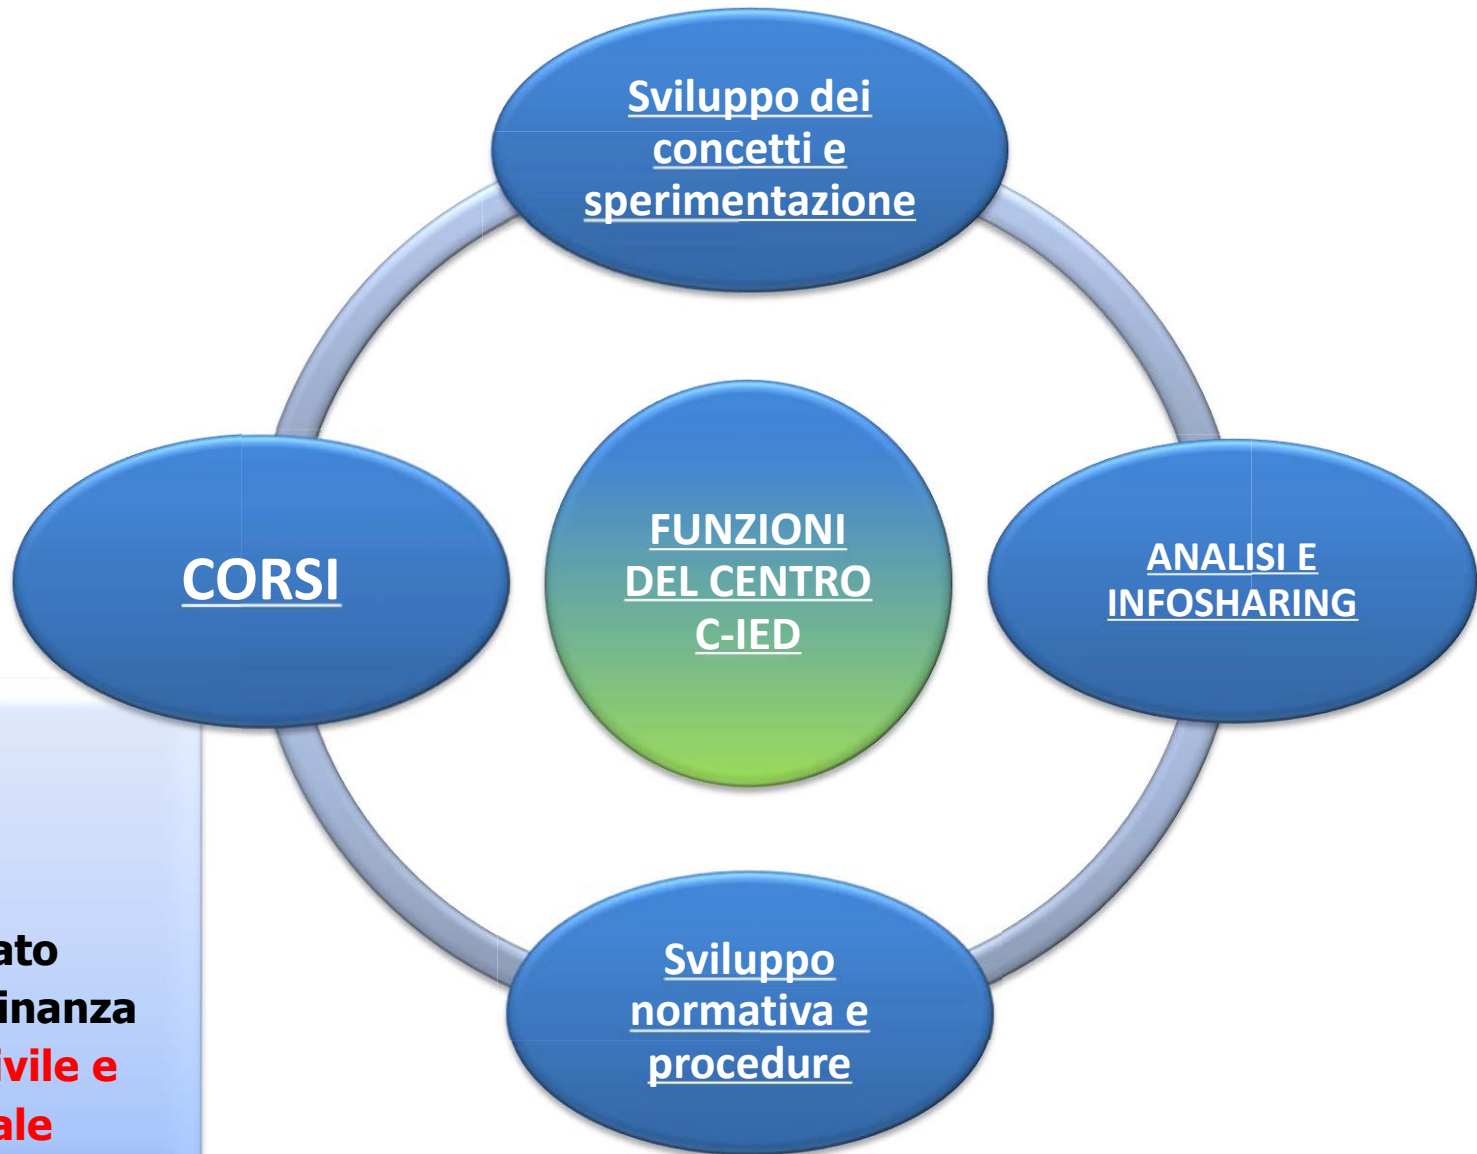 Sviluppo dei
concetti e
sperimentazione
CORSI
FUNZIONI
DEL CENTRO
C-IED
ANALISI E
INFOSHARING
Sviluppo
normativa e
procedure
ato
inanza
ivile e
ale